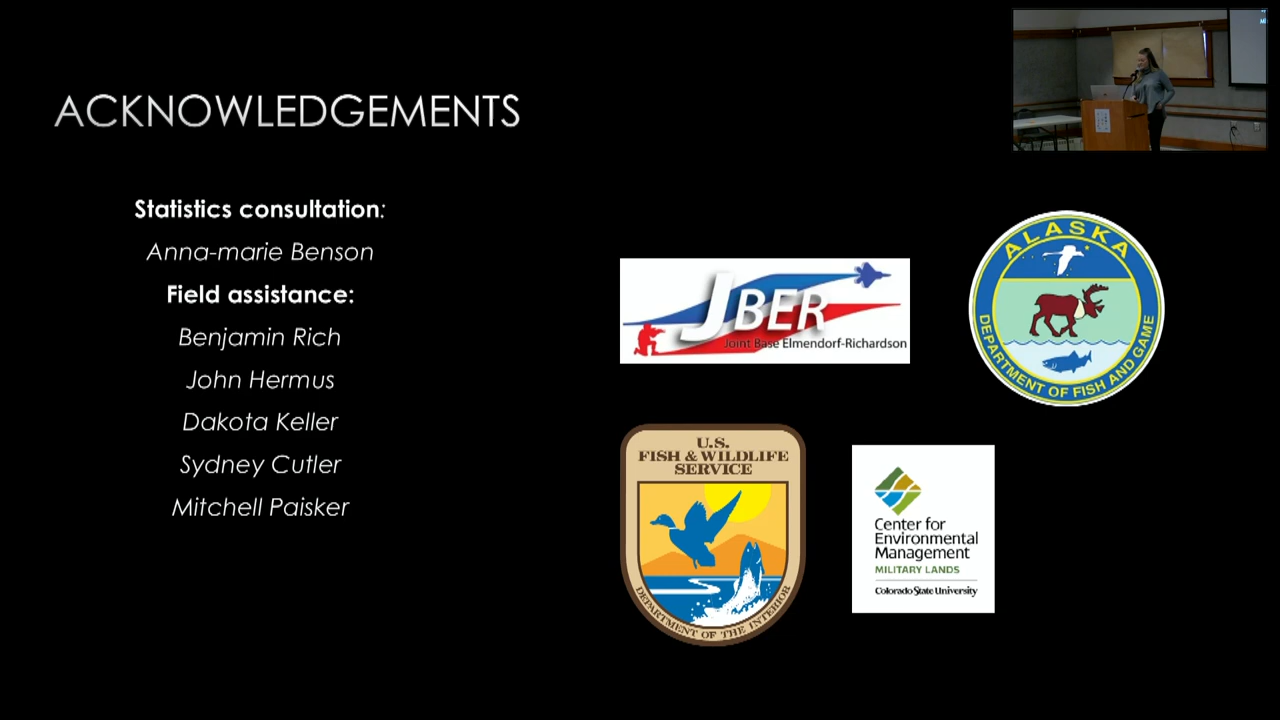 ACKNOWLEDGEMENTS
Statistics consultation:
Anna-marie Benson
Field assistance:
Benjamin Rich
John Hermus
Dakota Keller
Sydney Cutler
Mitchell Paisker
JBER
Joint Base Elmendorf-Richardson
ALASKA
DEPARTMENT OF FISH AND GAME
U.S.
FISH & WILDLIFE
SERVICE
DEPARTMENT OF THE INTERIOR
Center for
Environmental
Management
MILITARY LANDS
Colorado State University